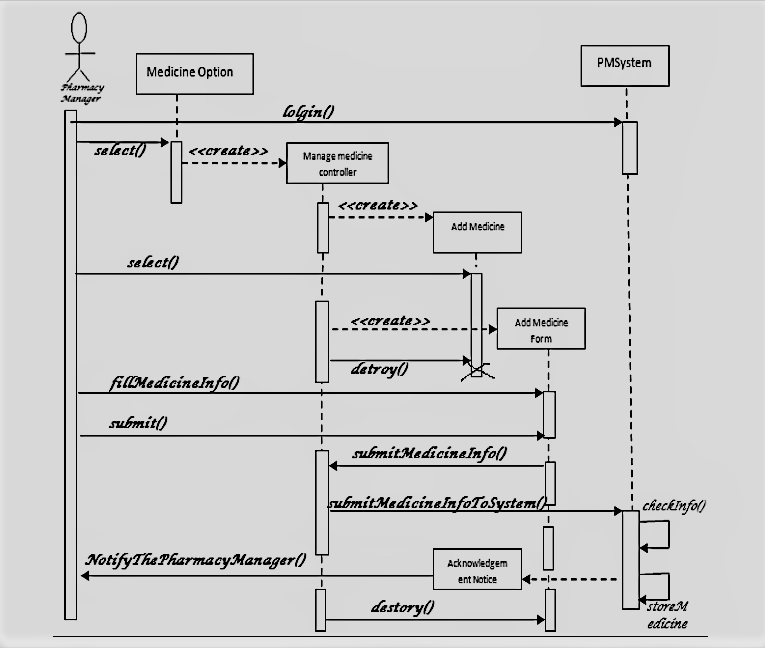 Pharmacy
Manager
Medicine Option
PMSystem
lolgin()
select()
<<create>>
Manage medicine
controller
<<create>>
Add Medicine
select()
<<create>>
Add Medicine
Form
detroy()
fillMedicineInfo()
submit()
submitMedicineInfo()
submitMedicineInfoToSystem()
checkInfo()
NotifyThePharmacyManager()
Acknowledgem
ent Notice
storeM
edicine
destory()